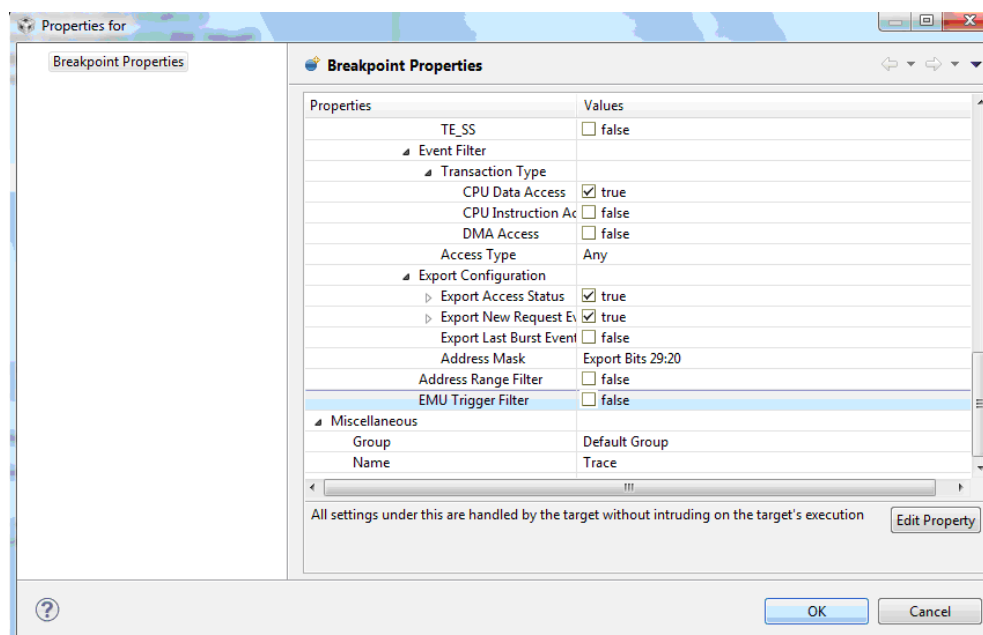 Properties for
Breakpoint Properties
Breakpoint Properties
Properties Values
TE_SS false
Event Filter
Transaction Type
CPU Data Access true
CPU Instruction Ac false
DMA Access false
Access Type Any
Export Configuration
Export Access Status true
Export New Request Ev true
Export Last Burst Event false
Address Mask Export Bits 29:20
Address Range Filter false
EMU Trigger Filter false
Miscellaneous
Group Default Group
Name Trace
All settings under this are handled by the target without intruding on the target's execution
Edit Property
OK Cancel